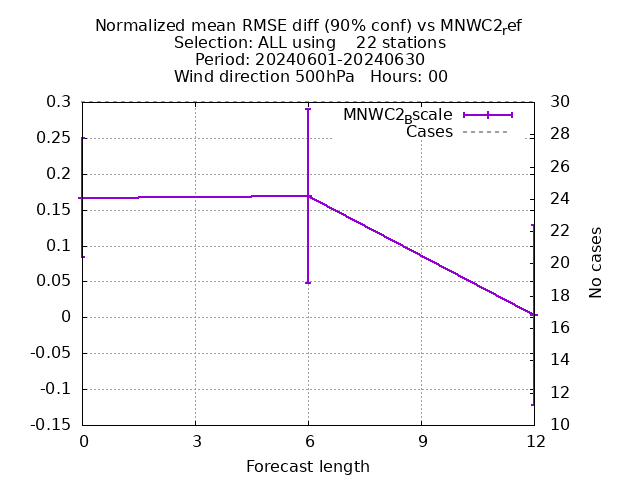 Normalized mean RMSE diff (90% conf) vs MNWC2ref
Selection: ALL using    22 stations
Period: 20240601-20240630
Wind direction 500hPa   Hours: 00
MNWC2Bscale
Cases
0.3
0.25
0.2
0.15
0.1
0.05
0
-0.05
-0.1
-0.15
30
28
26
24
22
20
18
16
14
12
10
No cases
0 3 6 9 12
Forecast length